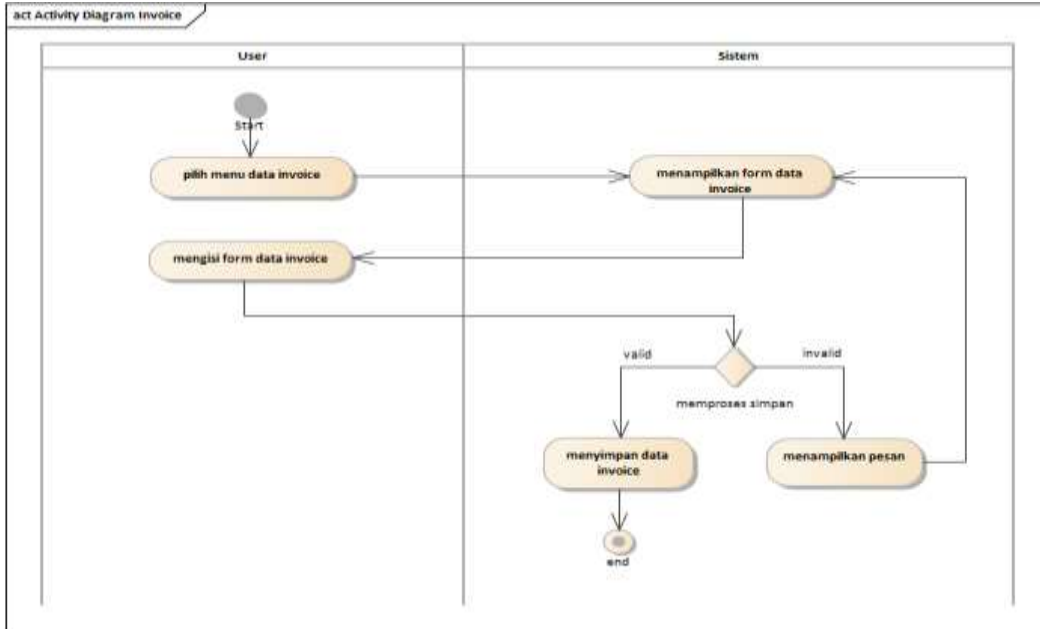 act Activity Diagram Invoice
User
Sistem
Start
pilih menu data invoice
menampilkan form data
invoice
mengisi form data invoice
valid
invalid
memproses simpan
menyimpan data
invoice
menampilkan pesan
end